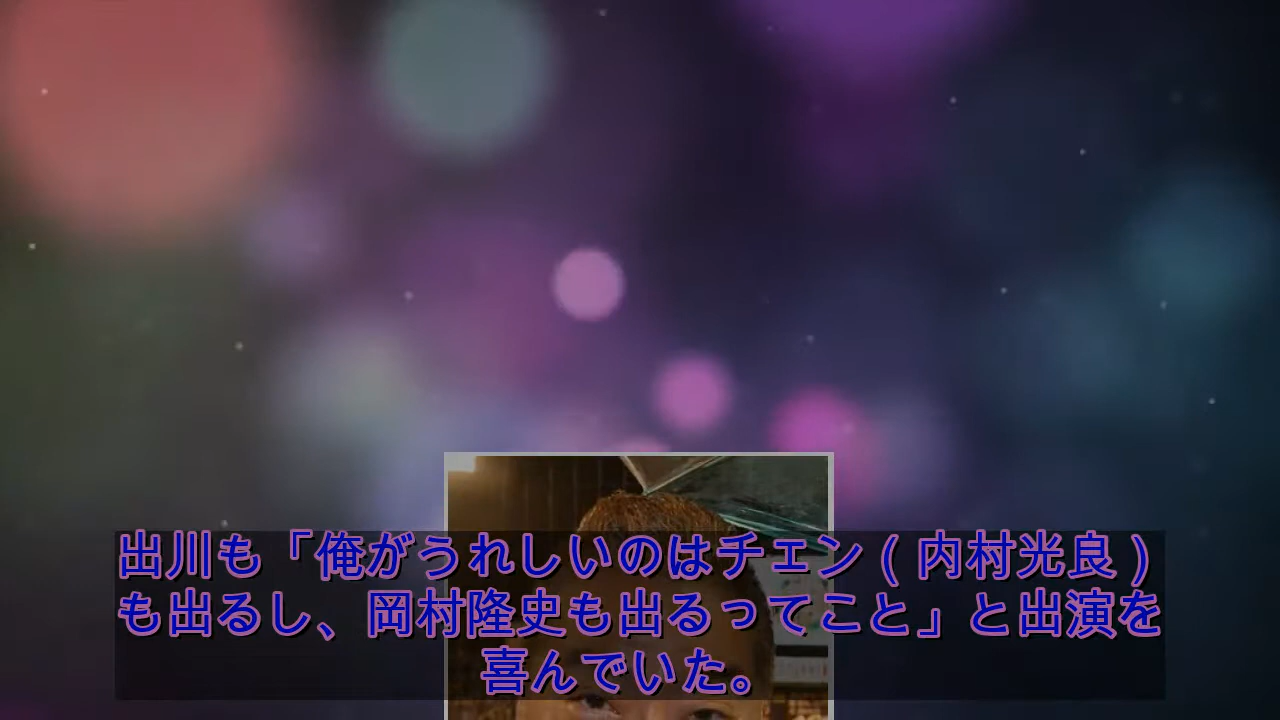 出川も「俺がうれしいのはチェン(内村光良)
も出るし、岡村隆史も出るってこと」と出演を
喜んでいた。